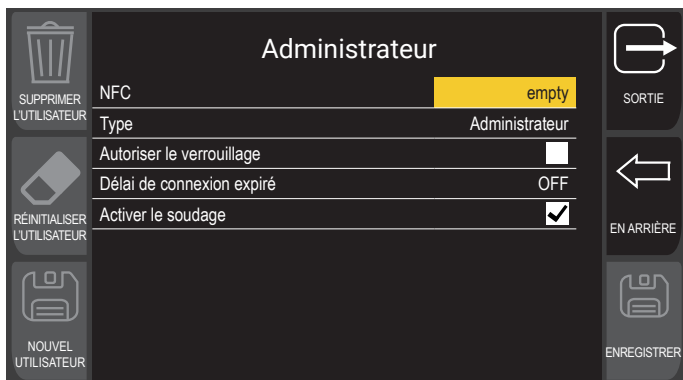 Administrateur
SUPPRIMER
L'UTILISATEUR
NFC
empty
SORTIE
Type
Administrateur
Autoriser le verrouillage
Délai de connexion expiré
OFF
RÉINITIALISER
L'UTILISATEUR
Activer le soudage
EN ARRIÈRE
NOUVEL
UTILISATEUR
ENREGISTRER